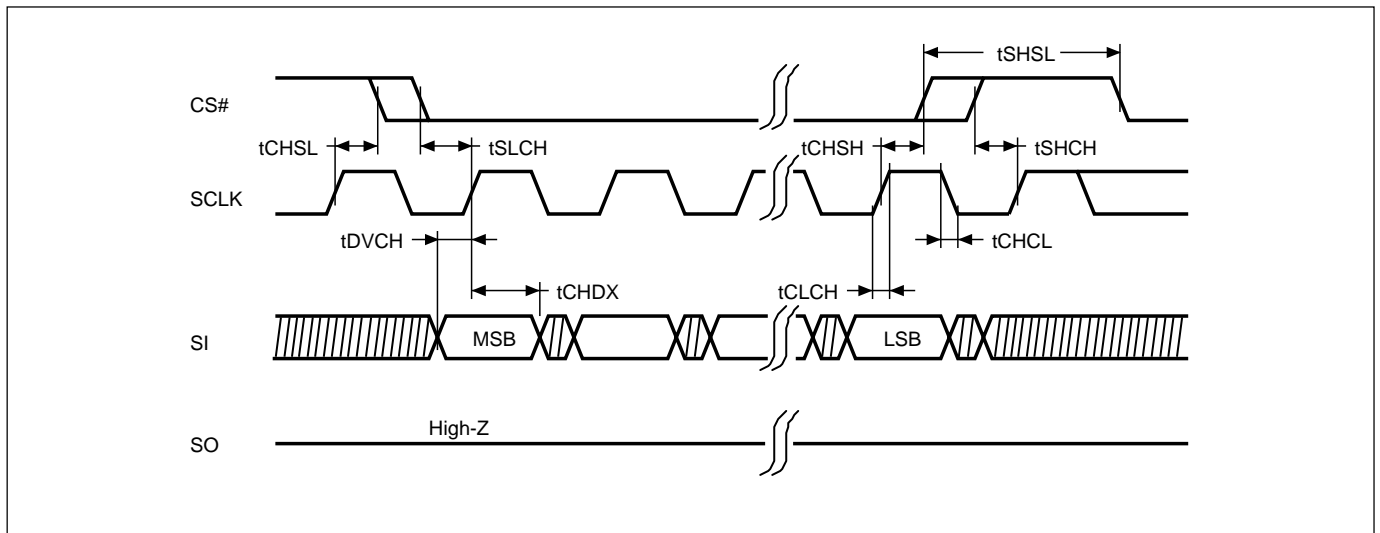 tSHSL
CS#
tCHSL
tSLCH
tCHSH
tSHCH
SCLK
tDVCH
tCHCL
tCHDX
tCLCH
SI
MSB
LSB
High-Z
SO